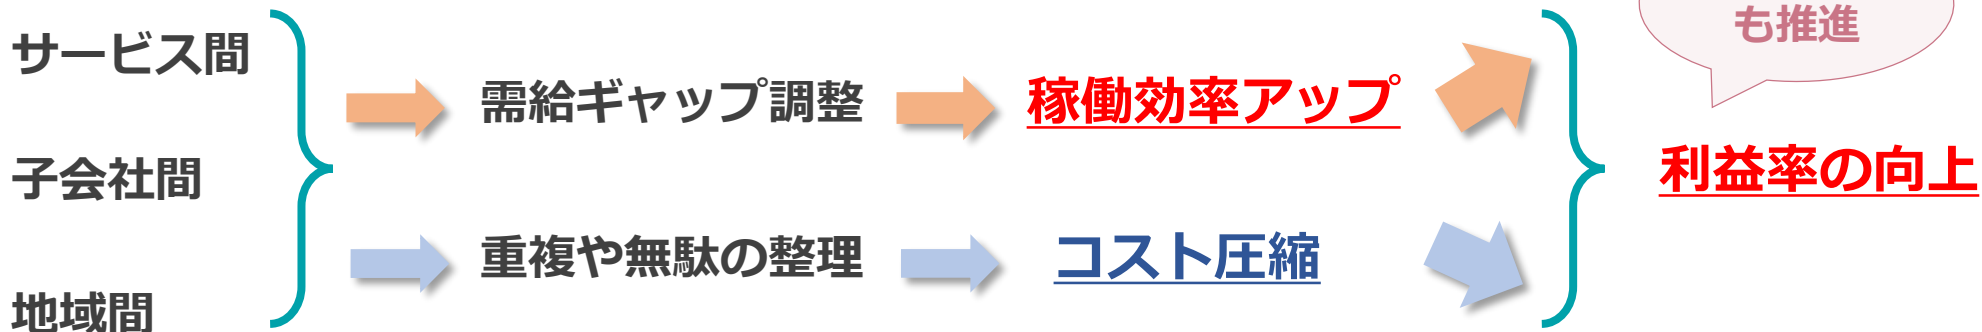 も推進
サービス間
需給ギャップ調整
稼働効率アップ
子会社間
利益率の向上
重複や無駄の整理
コスト圧縮
地域間